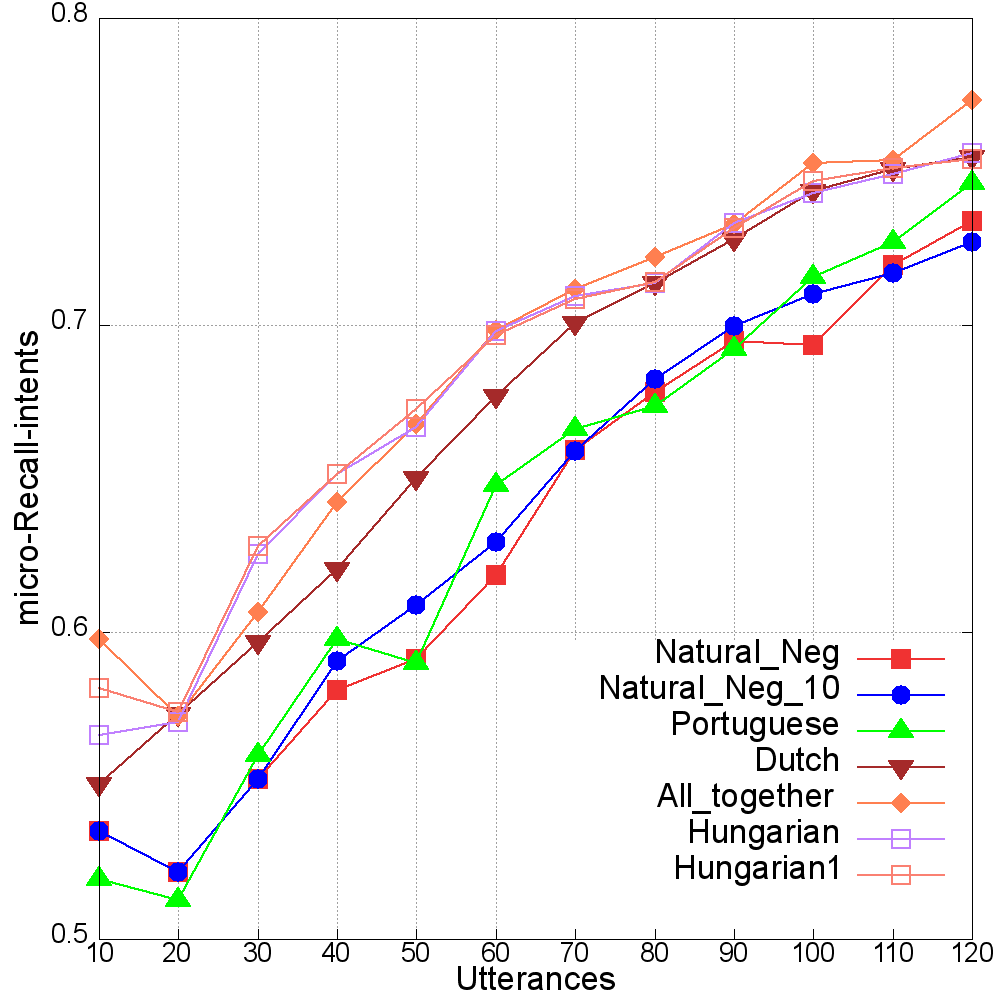 0.8
0.7
0.6
0.5
micro-Recall-intents
Natural_Neg
Natural_Neg_10
Portuguese
Dutch
All_together
Hungarian
Hungarian1
10 20 30 40 50 60 70 80 90 100 110 120
Utterances